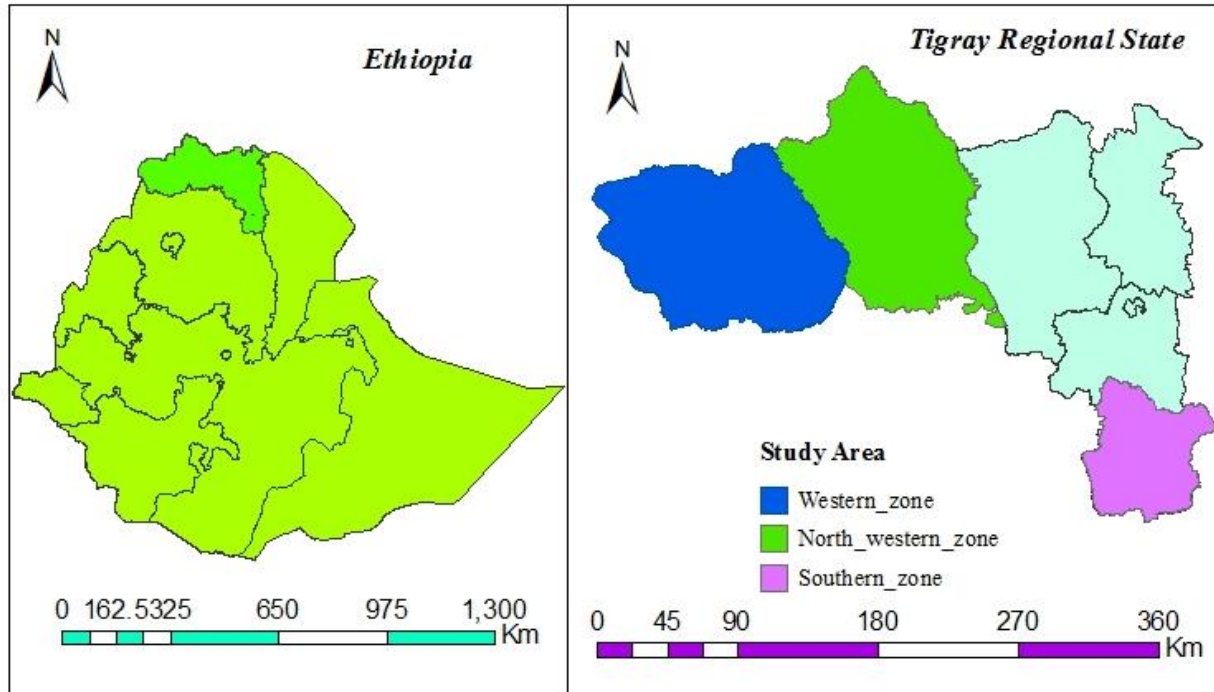 N
Ethiopia
0 162.5325 650 975 1,300
Km
N
Tigray Regional State
Study Area
Western_zone
North_western_zone
Southern_zone
0 45 90 180 270 360
Km